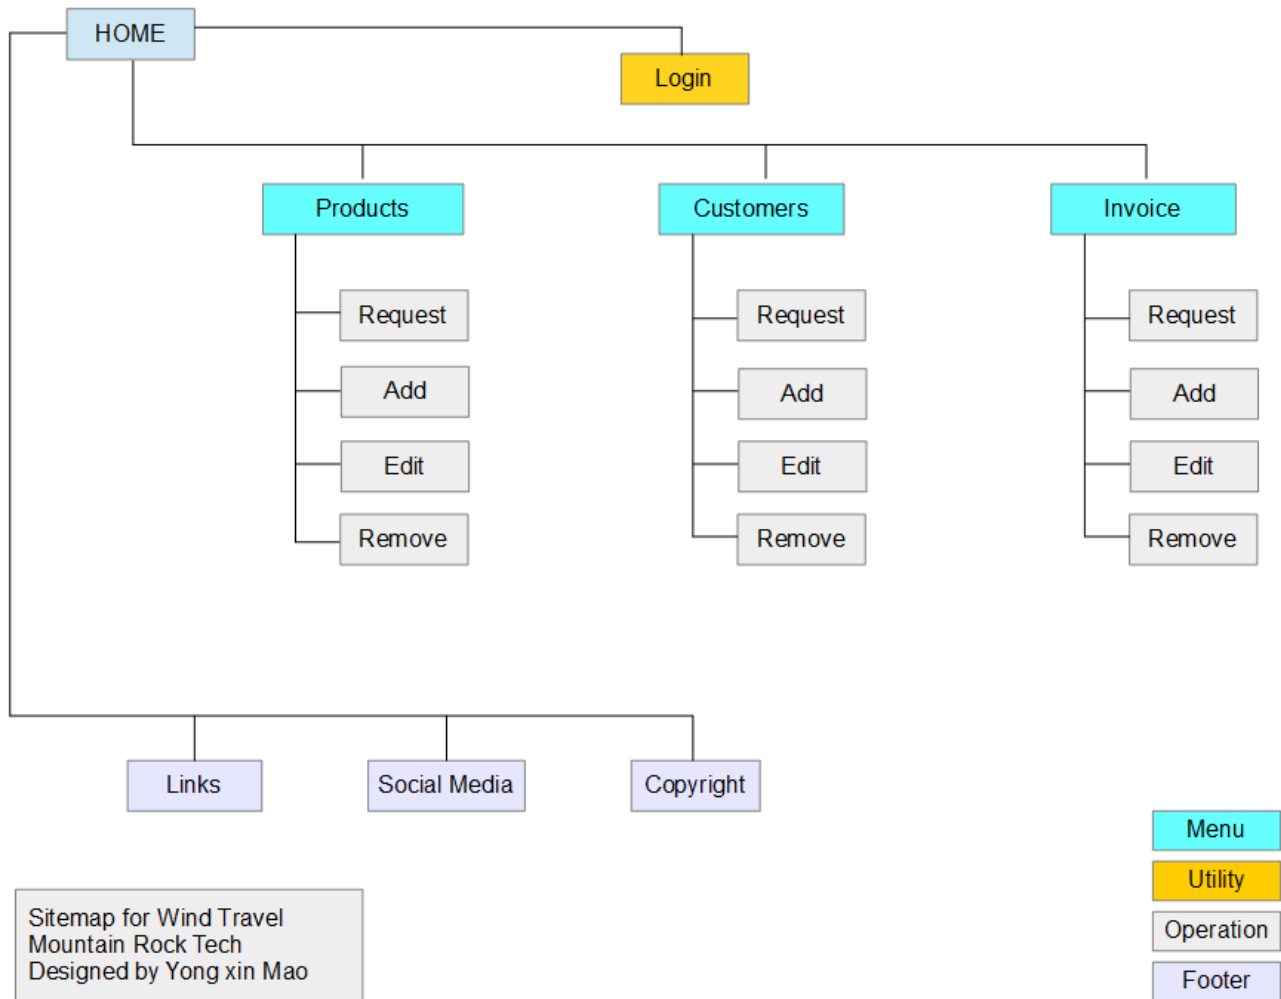 HOME
Login
Products
Customers
Invoice
Request
Request
Request
Add
Add
Add
Edit
Edit
Edit
Remove
Remove
Remove
Links
Social Media
Copyright
Menu
Utility
Operation
Footer
Sitemap for Wind Travel
Mountain Rock Tech
Designed by Yong xin Mao